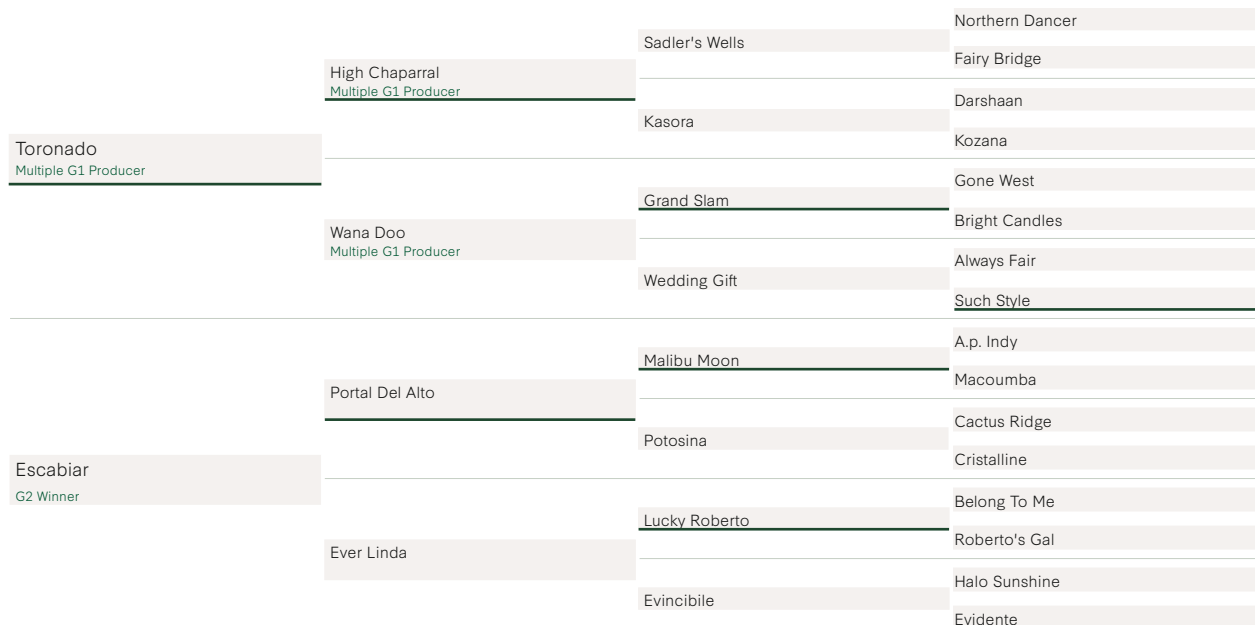 Toronado
Multiple G1 Producer
Escabiar
G2 Winner
High Chaparral
Multiple G1 Producer
Wana Doo
Multiple G1 Producer
Portal Del Alto
Ever Linda
Sadler's Wells
Kasora
Grand Slam
Wedding Gift
Malibu Moon
Potosina
Lucky Roberto
Evincibile
Northern Dancer
Fairy Bridge
Darshaan
Kozana
Gone West
Bright Candles
Always Fair
Such Style
A.p. Indy
Macoumba
Cactus Ridge
Cristalline
Belong To Me
Roberto's Gal
Halo Sunshine
Evidente